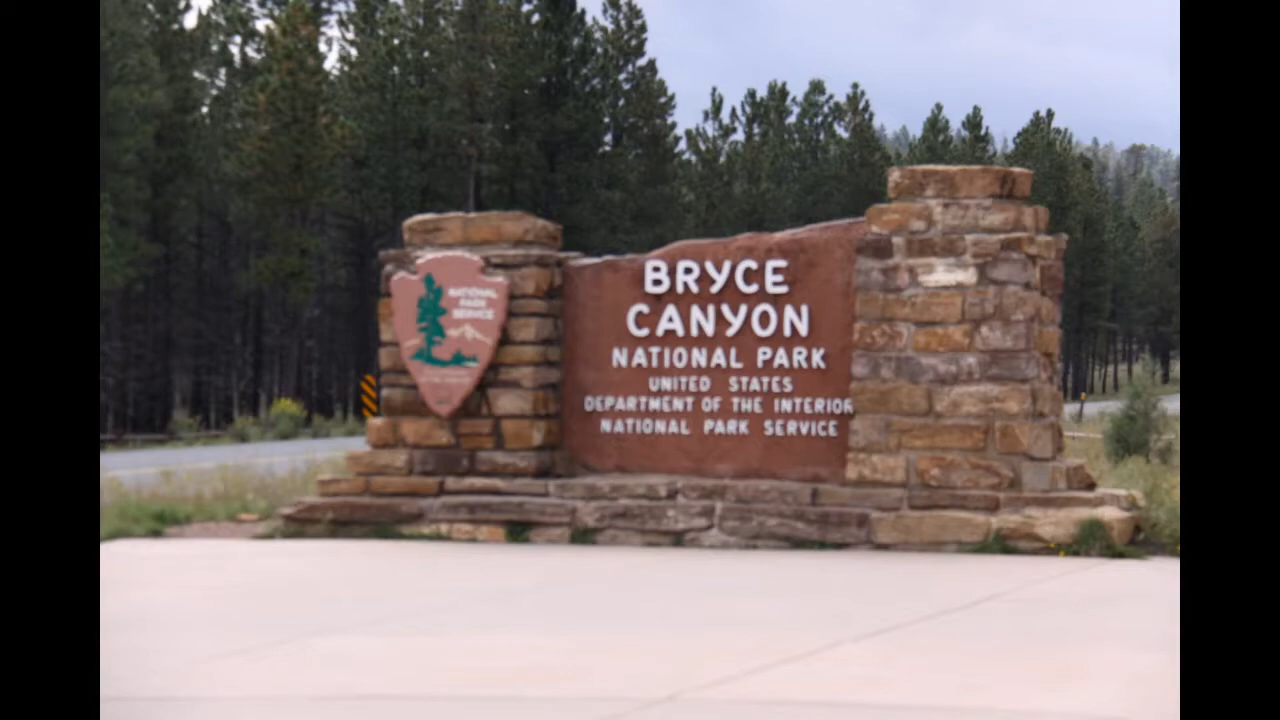 NATIONAL
PARK
SERVICE
BRYCE
CANYON
NATIONAL PARK
UNITED STATES
DEPARTMENT OF THE INTERIOR
NATIONAL PARK SERVICE